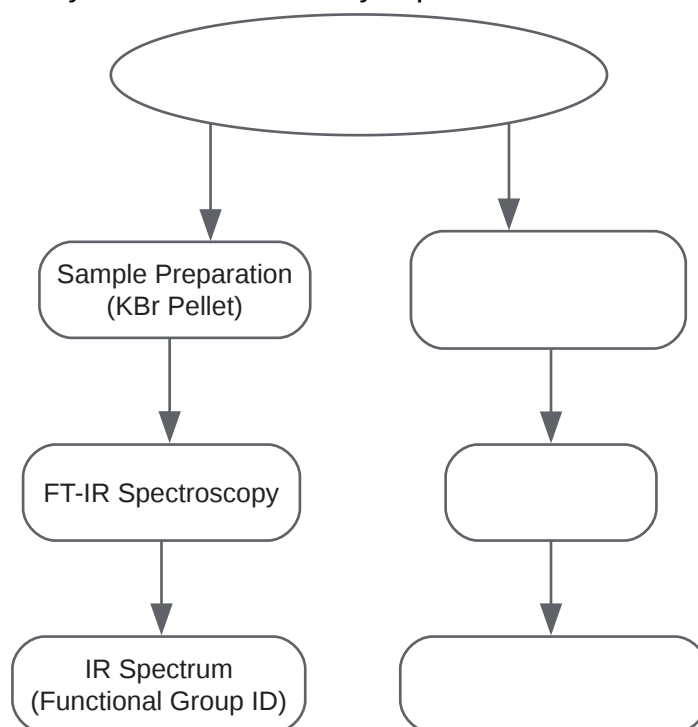 Sample Preparation
(KBr Pellet)
FT-IR Spectroscopy
IR Spectrum
(Functional Group ID)